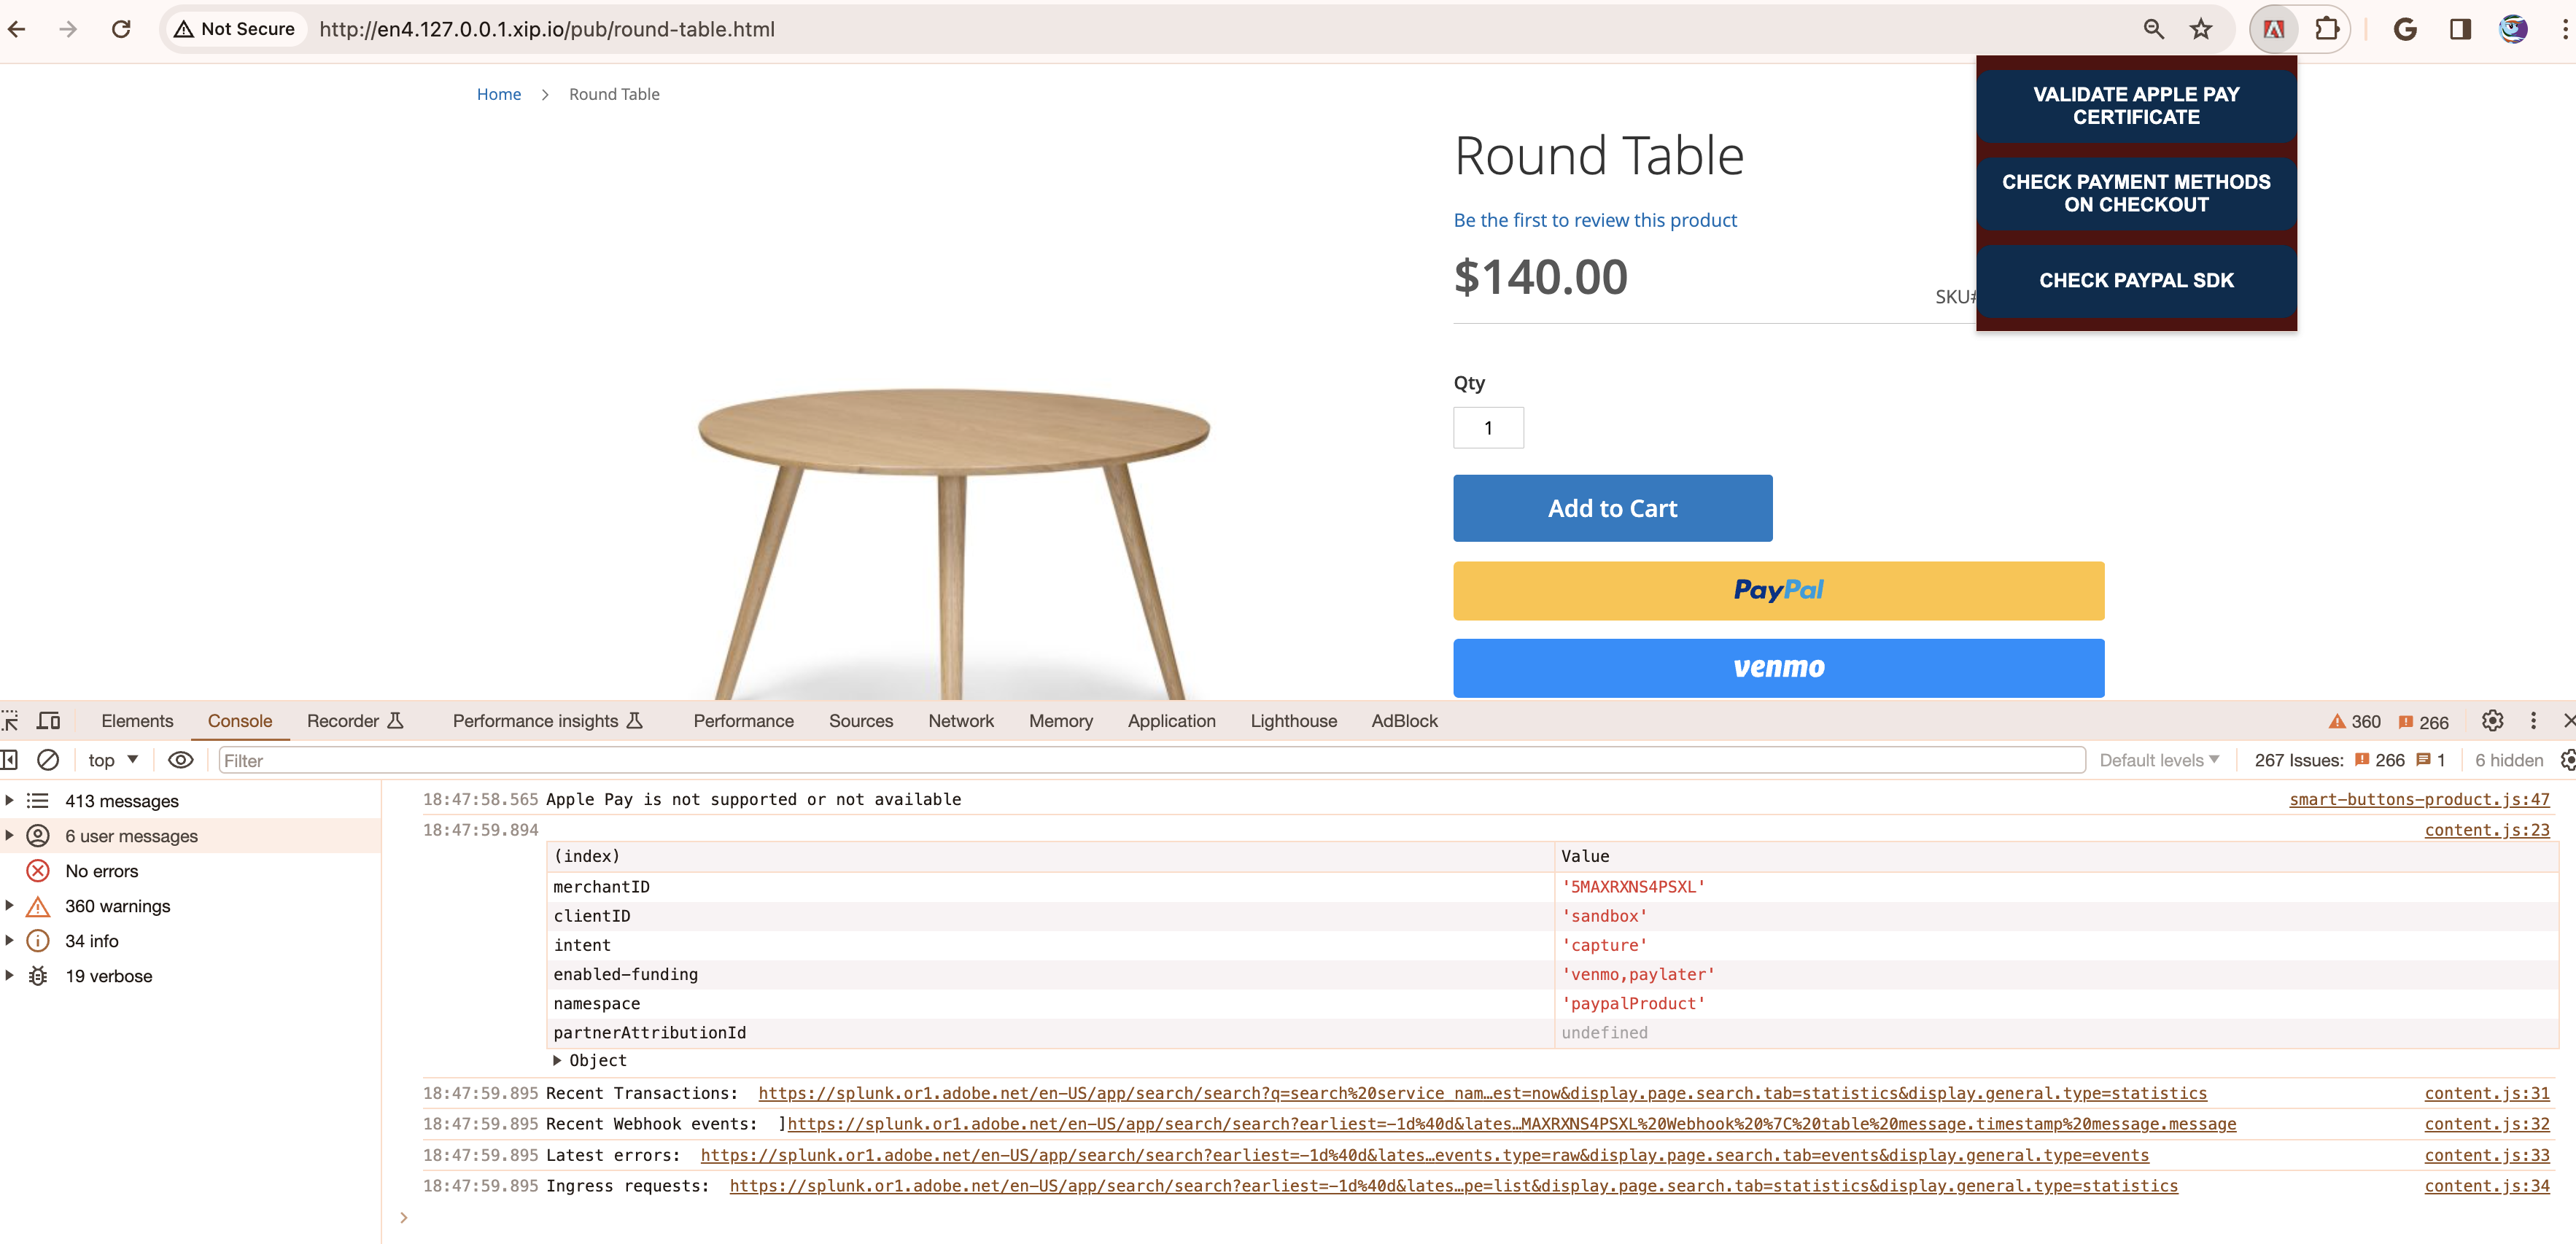 Not Secure http://en4.127.0.0.1.xip.io/pub/round-table.html
Home Round Table
VALIDATE APPLE PAY
CERTIFICATE
CHECK PAYMENT METHODS
ON CHECKOUT
CHECK PAYPAL SDK
Round Table
Be the first to review this product
$140.00
SKU#
Qty
1
Add to Cart
PayPal
venmo
Elements Console Recorder Performance insights Performance Sources Network Memory Application Lighthouse AdBlock 360 266
top Filter Default levels 267 Issues: 266 1 6 hidden
413 messages
6 user messages
No errors
360 warnings
34 info
19 verbose
18:47:58.565 Apple Pay is not supported or not available smart-buttons-product.js:47
18:47:59.894 content.js:23
(index) Value
merchantID '5MAXRXNS4PSXL'
clientID 'sandbox'
intent 'capture'
enabled-funding 'venmo,paylater'
namespace 'paypalProduct'
partnerAttributionId undefined
Object
18:47:59.895 Recent Transactions: https://splunk.or1.adobe.net/en-US/app/search/search?q=search%20service_nam…est=now&display.page.search.tab=statistics&display.general.type=statistics content.js:31
18:47:59.895 Recent Webhook events: ]https://splunk.or1.adobe.net/en-US/app/search/search?earliest=-1d%40d&lates…MAXRXNS4PSXL%20Webhook%20%7C%20table%20message.timestamp%20message.message content.js:32
18:47:59.895 Latest errors: https://splunk.or1.adobe.net/en-US/app/search/search?earliest=-1d%40d&lates…events.type=raw&display.page.search.tab=events&display.general.type=events content.js:33
18:47:59.895 Ingress requests: https://splunk.or1.adobe.net/en-US/app/search/search?earliest=-1d%40d&lates…pe=list&display.page.search.tab=statistics&display.general.type=statistics content.js:34